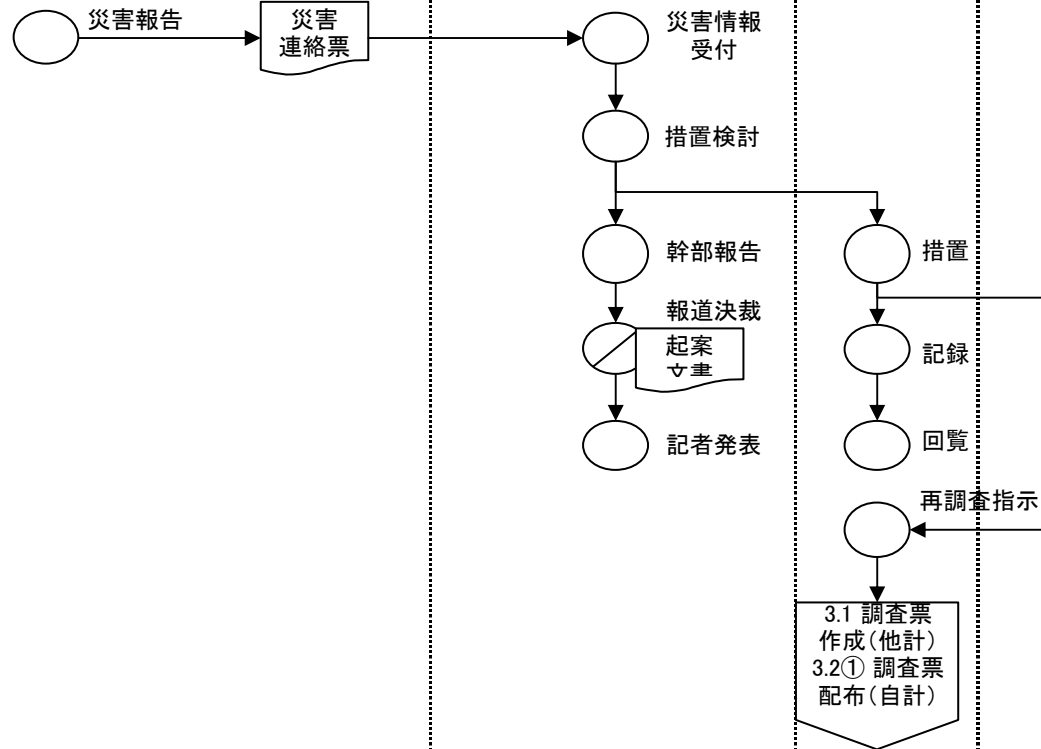 災害報告
災害
連絡票
災害情報
受付
措置検討
幹部報告
措置
報道決裁
起案
文書
記録
記者発表
回覧
再調査指示
3.1 調査票
作成(他計)
3.2① 調査票
配布(自計)